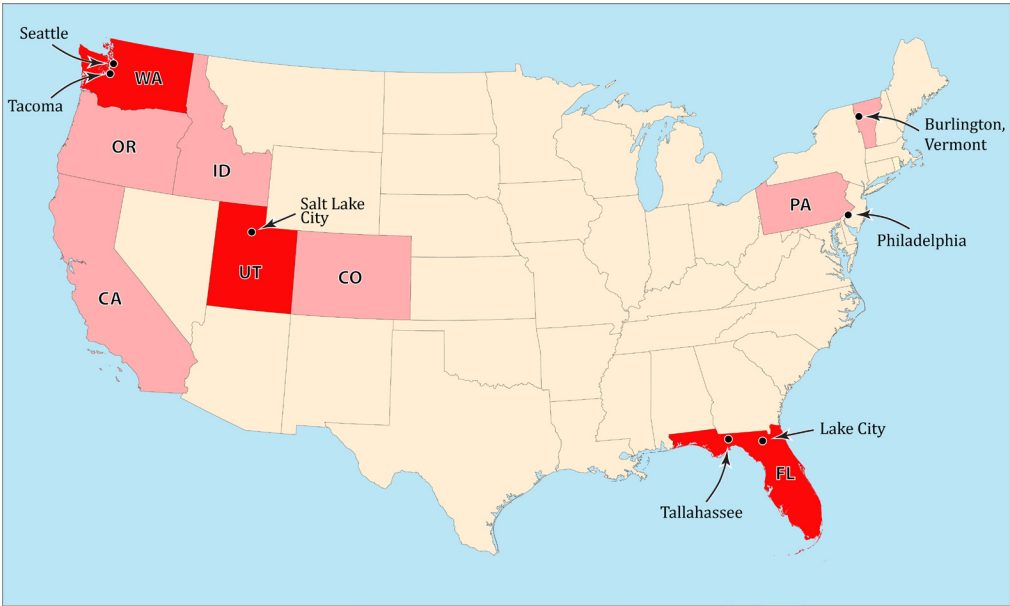 Seattle
WA
Tacoma
OR
ID
Burlington,
Vermont
PA
Philadelphia
Salt Lake
City
UT
CO
CA
Lake City
FL
Tallahassee